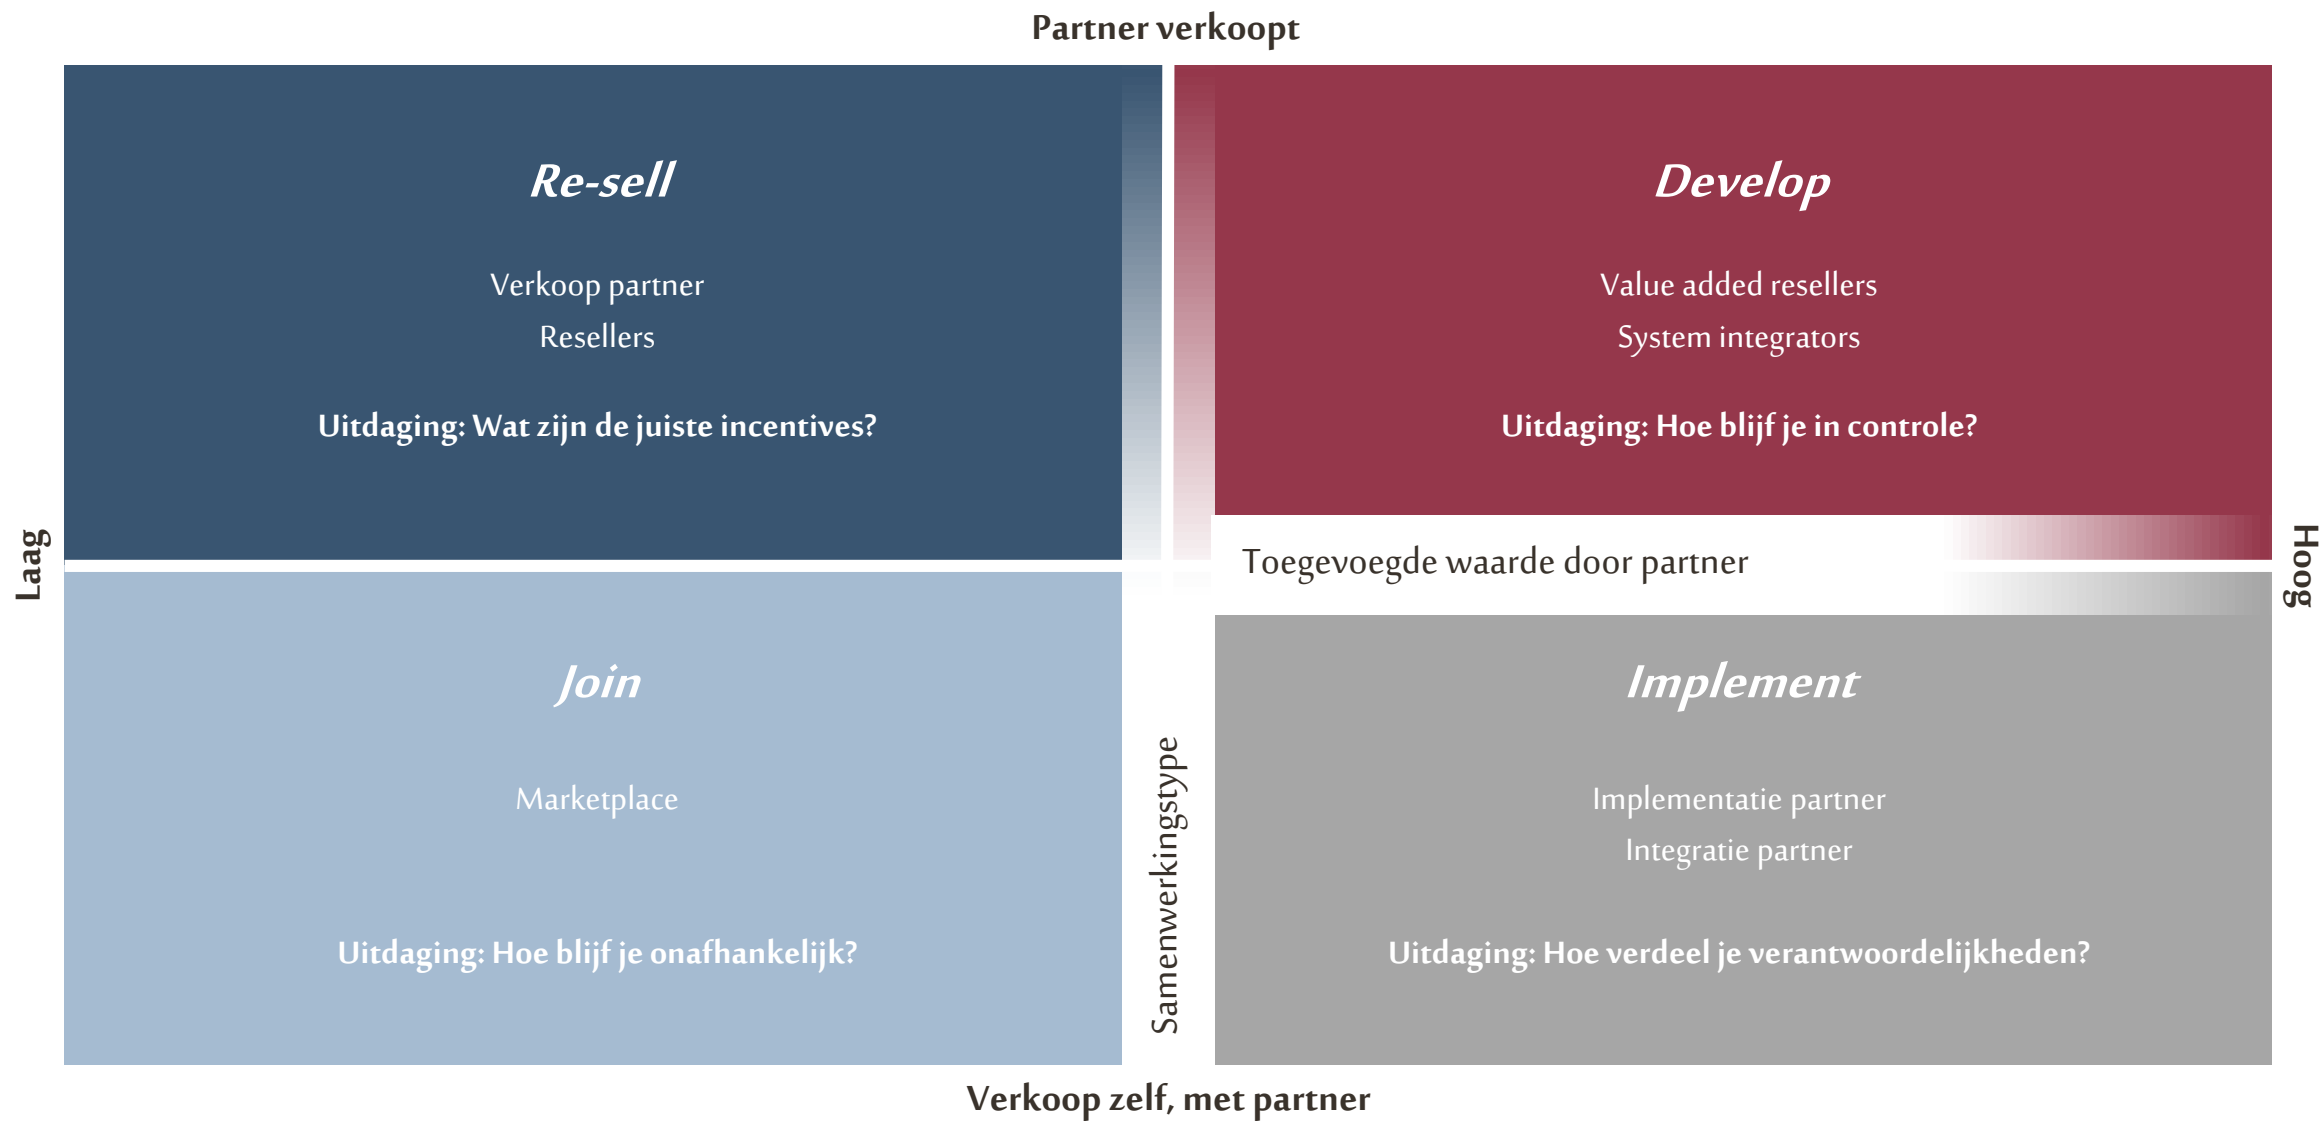 Partner verkoopt
Re-sell
Verkoop partner
Resellers
Uitdaging: Wat zijn de juiste incentives?
Develop
Value added resellers
System integrators
Uitdaging: Hoe blijf je in controle?
Laag
Toegevoegde waarde door partner
Hoog
Join
Marketplace
Uitdaging: Hoe blijf je onafhankelijk?
Samenwerkingstype
Implement
Implementatie partner
Integratie partner
Uitdaging: Hoe verdeel je verantwoordelijkheden?
Verkoop zelf, met partner